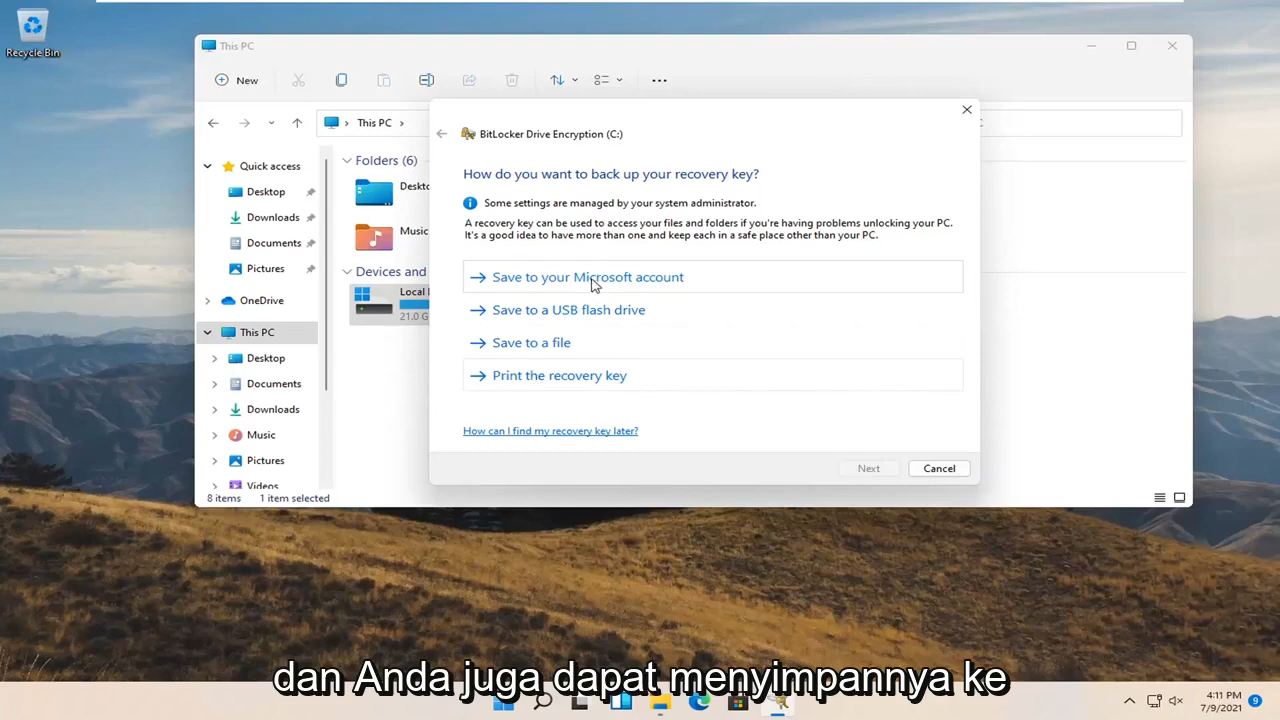 Recycle Bin
This PC
New
This PC
Quick access
Desktop
Downloads
Documents
Pictures
OneDrive
This PC
Desktop
Documents
Downloads
Music
Pictures
Videos
Folders (6)
Deskto
Music
Devices and
Local
21.0 G
8 items
1 item selected
BitLocker Drive Encryption (C:)
How do you want to back up your recovery key?
Some settings are managed by your system administrator.
A recovery key can be used to access your files and folders if you're having problems unlocking your PC.
It's a good idea to have more than one and keep each in a safe place other than your PC.
Save to your Microsoft account
Save to a USB flash drive
Save to a file
Print the recovery key
How can I find my recovery key later?
Next
Cancel
dan Anda juga dapat menyimpannya ke
4:11 PM
7/9/2021
9